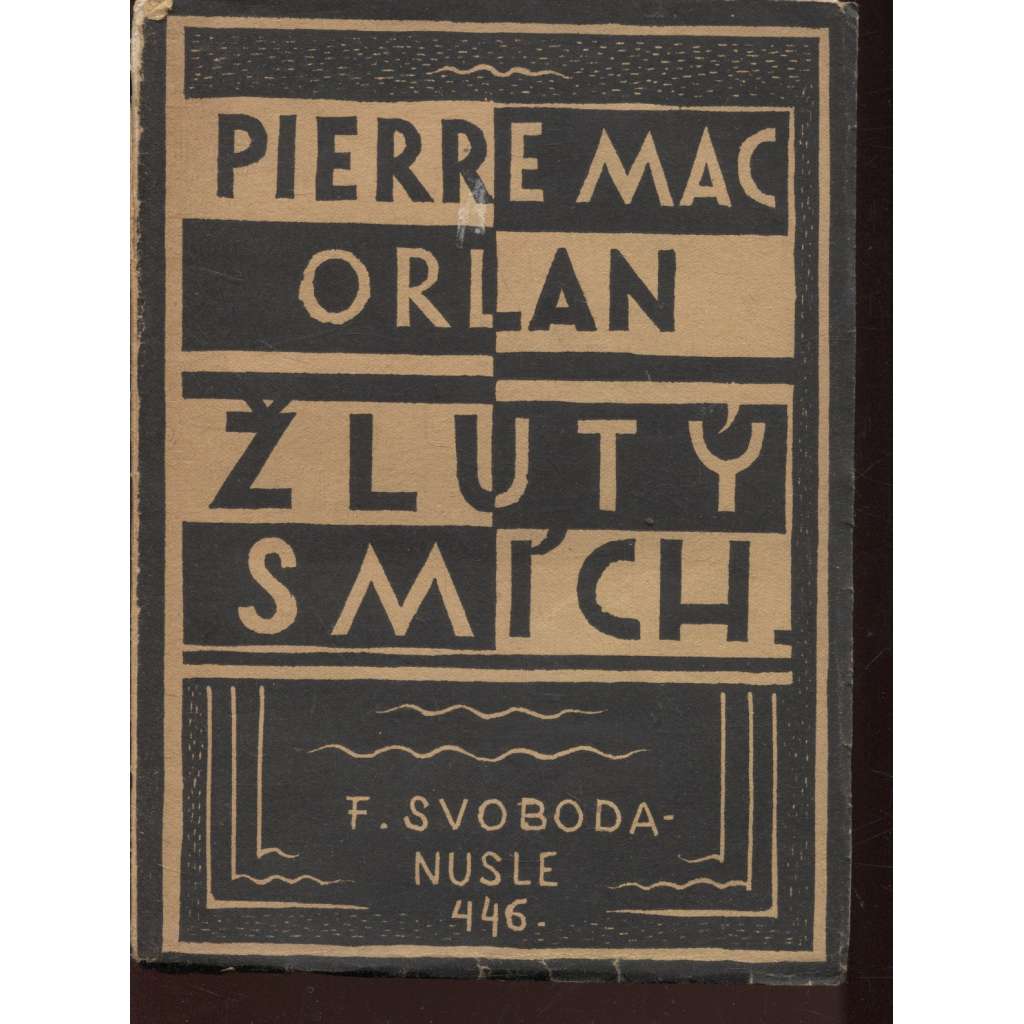 PIERRE MAC
ORLAN
ŽLUTÝ
SMÍCH.
F. SVOBODA-
NUSLE
446.